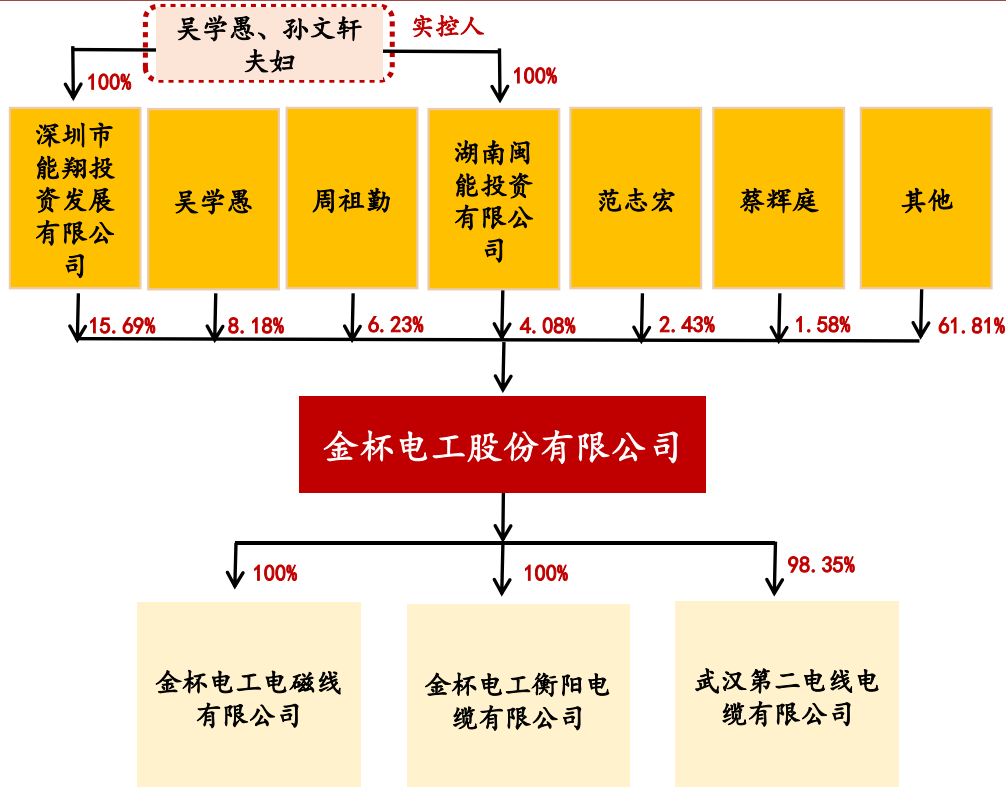 吴学愚、孙文轩
夫妇
实控人
100%
100%
深圳市
能翔投
资发展
有限公
司
吴学愚
周祖勤
湖南闽
能投资
有限公
司
范志宏
蔡辉庭
其他
15.69%
8.18%
6.23%
4.08%
2.43%
1.58%
61.81%
金杯电工股份有限公司
100%
100%
98.35%
金杯电工电磁线
有限公司
金杯电工衡阳电
缆有限公司
武汉第二电线电
缆有限公司